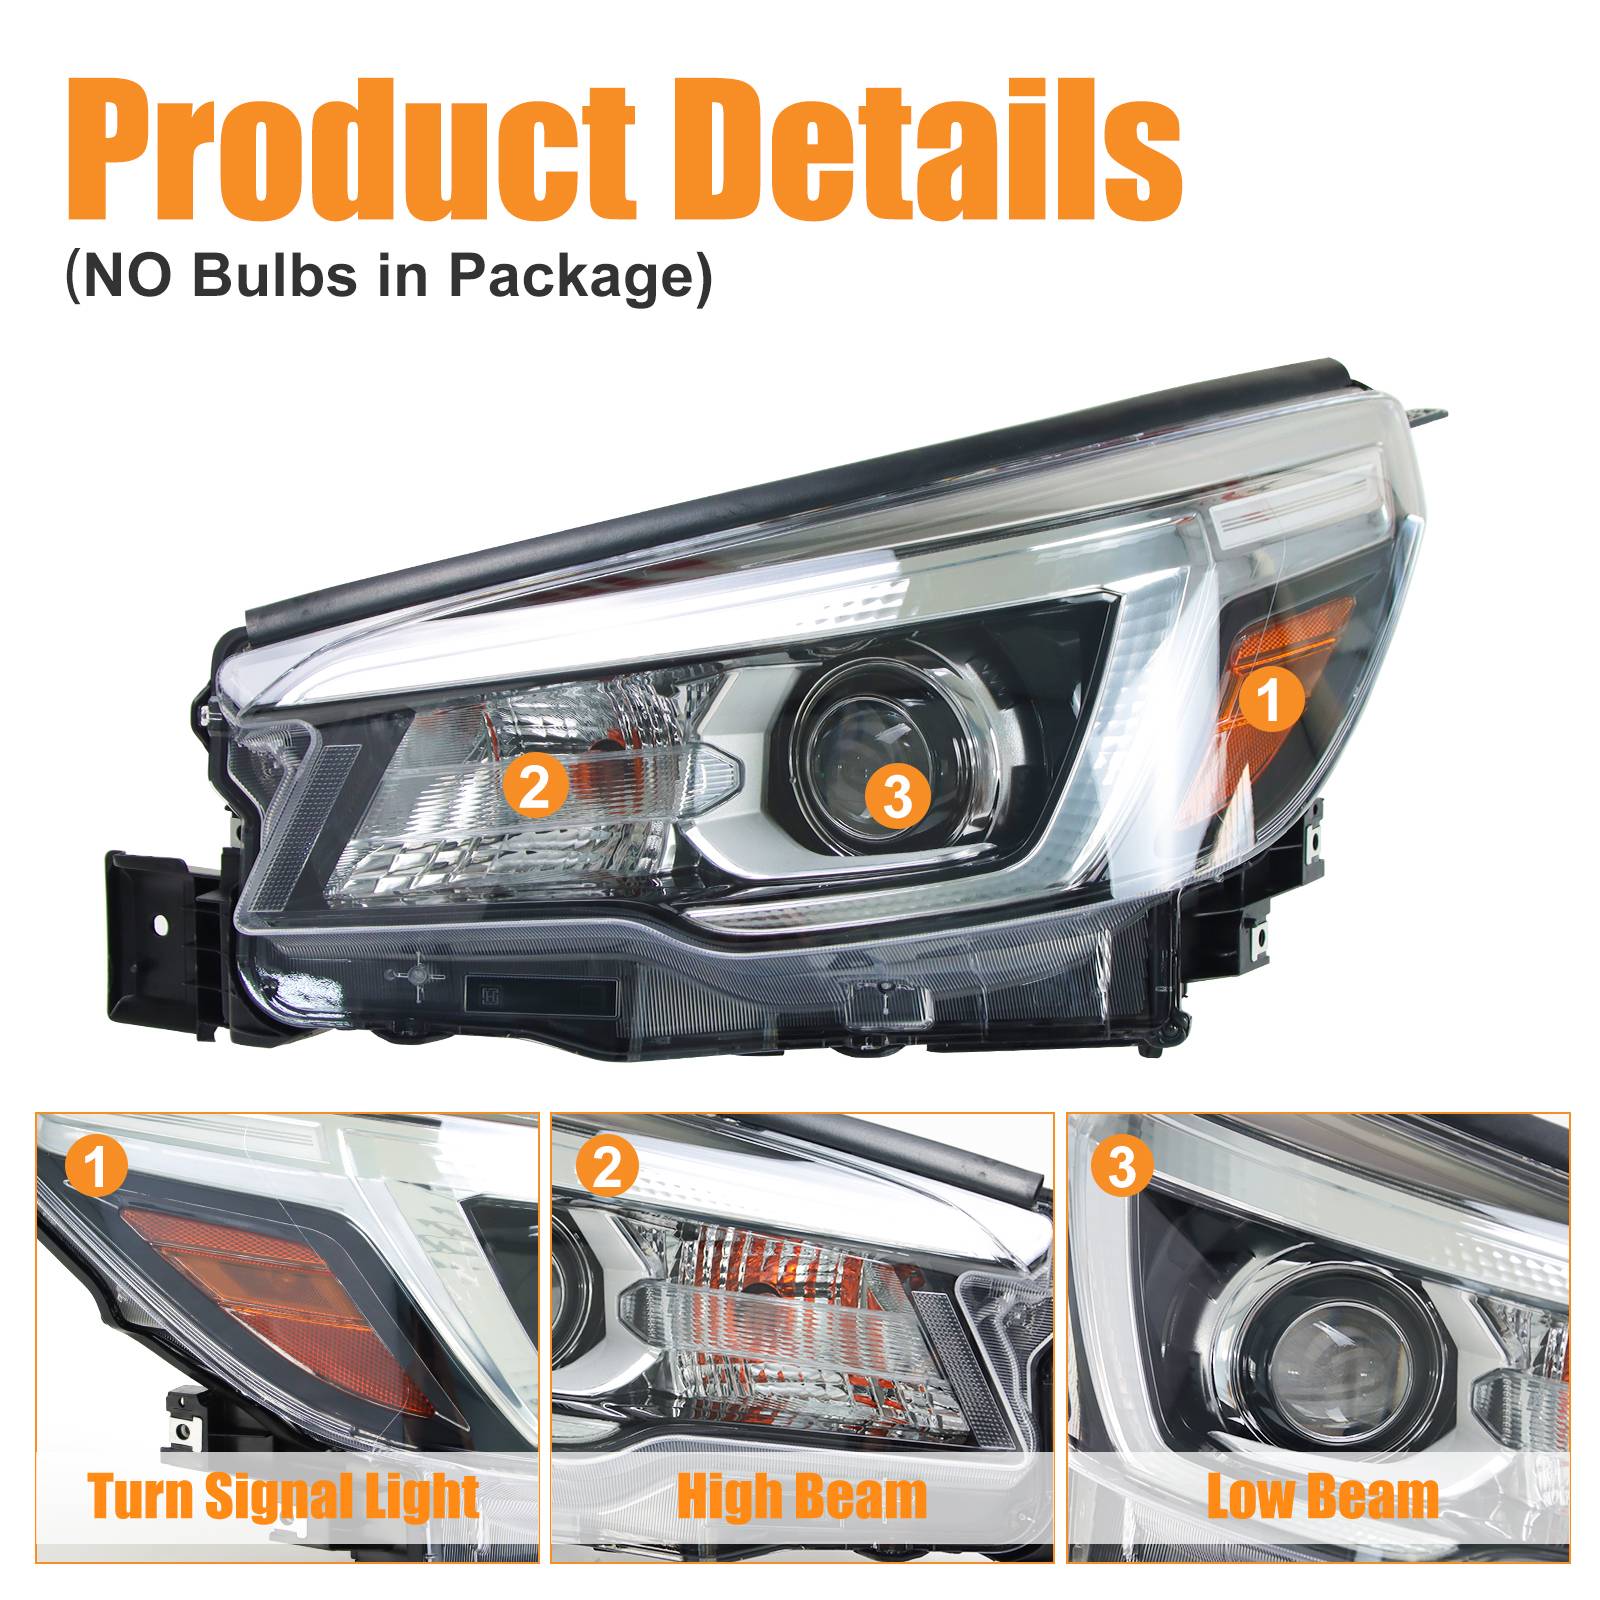 Product Details
(NO Bulbs in Package)
1
2
3
1
2
3
Turn Signal Light
High Beam
Low Beam